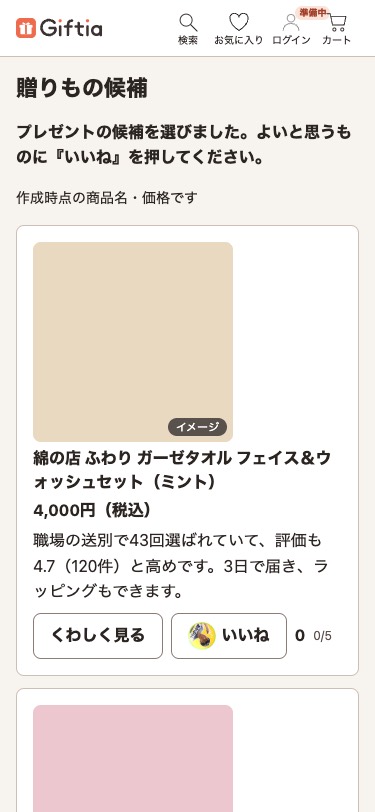 Giftia
準備中
検索
お気に入り
ログイン
カート
贈りもの候補
プレゼントの候補を選びました。よいと思うも
のに『いいね』を押してください。
作成時点の商品名・価格です
イメージ
綿の店 ふわり ガーゼタオル フェイス＆ウ
ォッシュセット（ミント）
4,000円（税込）
職場の送別で43回選ばれていて、評価も
4.7（120件）と高めです。3日で届き、ラ
ッピングもできます。
くわしく見る
いいね
0 0/5